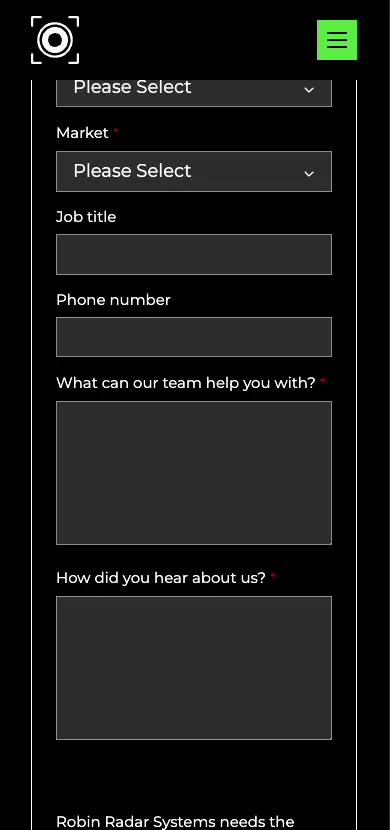 Please Select
Market *
Please Select
Job title
Phone number
What can our team help you with? *
How did you hear about us? *
Robin Radar Systems needs the